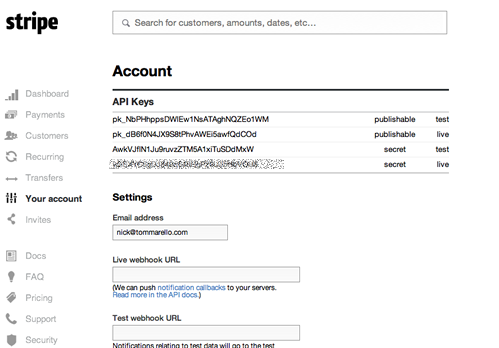 stripe
Search for customers, amounts, dates, etc...
Dashboard
Payments
Customers
Recurring
Transfers
Your account
Invites
Docs
FAQ
Pricing
Support
Security
Account
API Keys
pk_NbPHhppsDWIEw1NsATAghNQZEo1WM publishable test
pk_dB6f0N4JX9S8tPhvAWEi5awfQdCOd publishable live
AwkVJflN1Ju9ruvzZTM5A1xiTuSDdMxW secret test
secret live
Settings
Email address
nick@tommarello.com
Live webhook URL
(We can push notification callbacks to your servers.
Read more in the API docs.)
Test webhook URL
Notifications relating to test data will go to the test